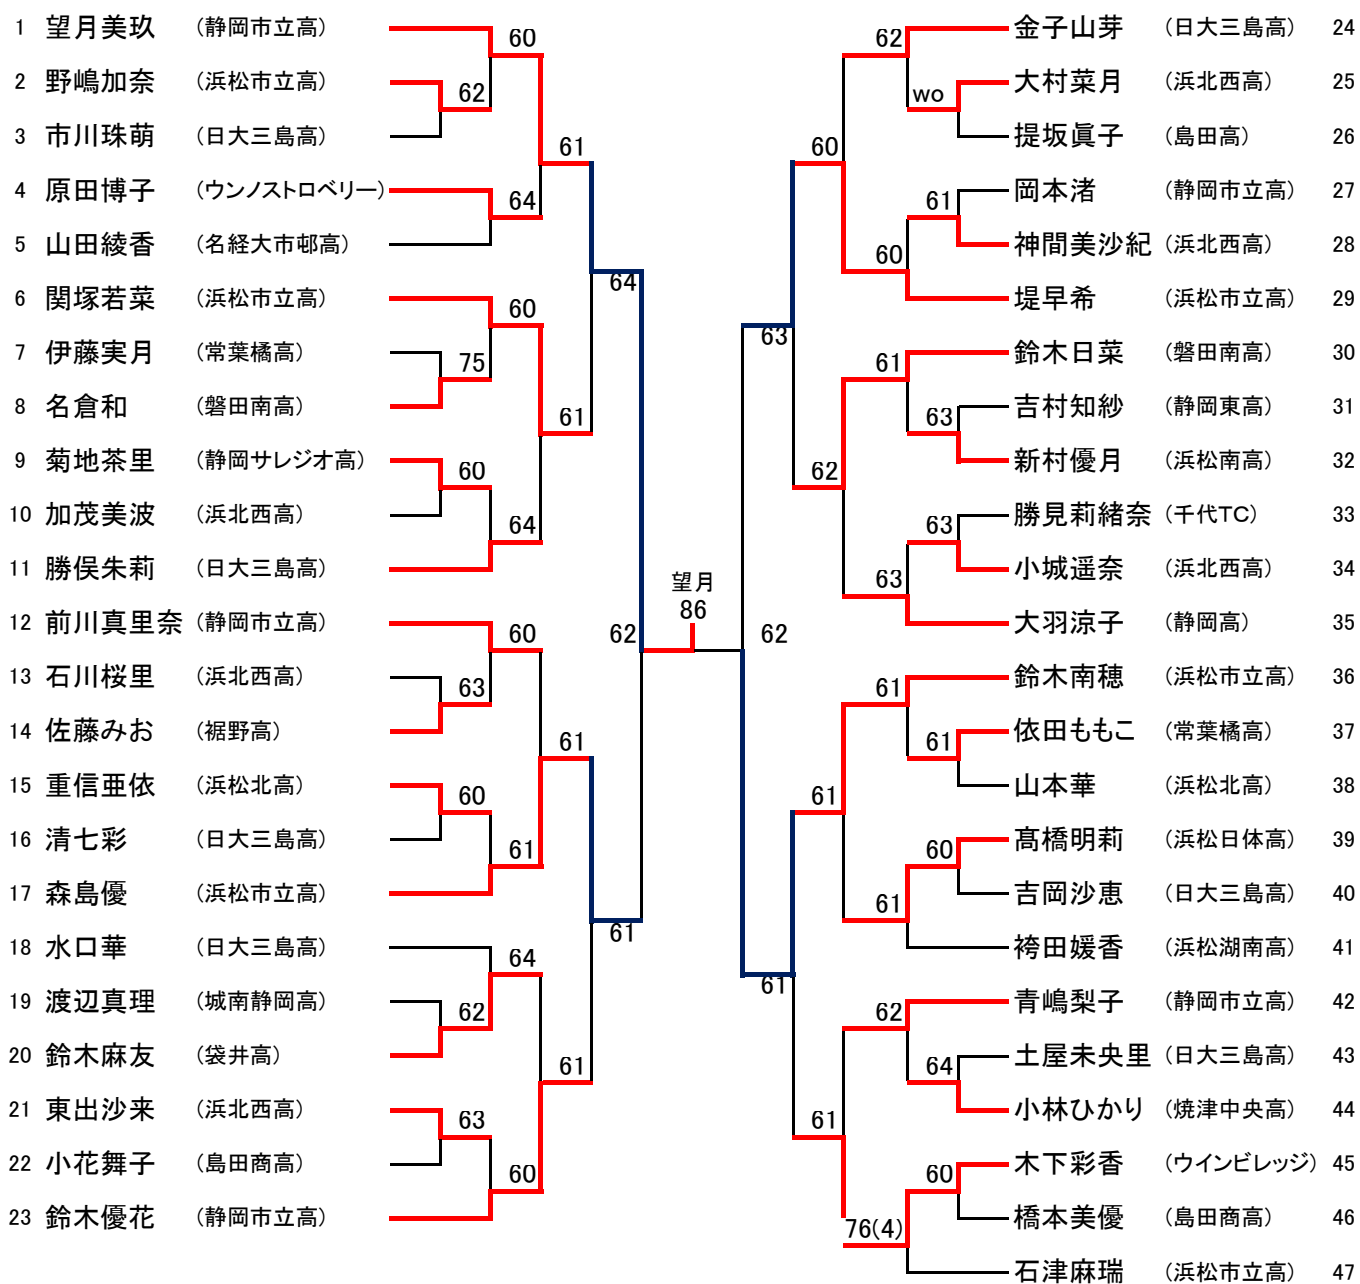 1 望月美玖 (静岡市立高)
2 野嶋加奈 (浜松市立高)
3 市川珠萌 (日大三島高)
4 原田博子 (ウンノストロベリー)
5 山田綾香 (名経大市邨高)
6 関塚若菜 (浜松市立高)
7 伊藤実月 (常葉橘高)
8 名倉和 (磐田南高)
9 菊地茶里 (静岡サレジオ高)
10 加茂美波 (浜北西高)
11 勝俣朱莉 (日大三島高)
12 前川真里奈 (静岡市立高)
13 石川桜里 (浜北西高)
14 佐藤みお (裾野高)
15 重信亜依 (浜松北高)
16 清七彩 (日大三島高)
17 森島優 (浜松市立高)
18 水口華 (日大三島高)
19 渡辺真理 (城南静岡高)
20 鈴木麻友 (袋井高)
21 東出沙来 (浜北西高)
22 小花舞子 (島田商高)
23 鈴木優花 (静岡市立高)
62
75
60
63
60
62
63
60
64
60
64
60
61
64
60
61
61
61
61
64
61
62
望月
86
62
63
61
60
62
61
61
62
60
61
63
61
61
62
76(4)
wo
61
63
63
61
60
64
60
金子山芽 (日大三島高) 24
大村菜月 (浜北西高) 25
提坂眞子 (島田高) 26
岡本渚 (静岡市立高) 27
神間美沙紀 (浜北西高) 28
堤早希 (浜松市立高) 29
鈴木日菜 (磐田南高) 30
吉村知紗 (静岡東高) 31
新村優月 (浜松南高) 32
勝見莉緒奈 (千代TC) 33
小城遥奈 (浜北西高) 34
大羽涼子 (静岡高) 35
鈴木南穂 (浜松市立高) 36
依田ももこ (常葉橘高) 37
山本華 (浜松北高) 38
髙橋明莉 (浜松日体高) 39
吉岡沙恵 (日大三島高) 40
袴田媛香 (浜松湖南高) 41
青嶋梨子 (静岡市立高) 42
土屋未央里 (日大三島高) 43
小林ひかり (焼津中央高) 44
木下彩香 (ウインビレッジ) 45
橋本美優 (島田商高) 46
石津麻瑞 (浜松市立高) 47